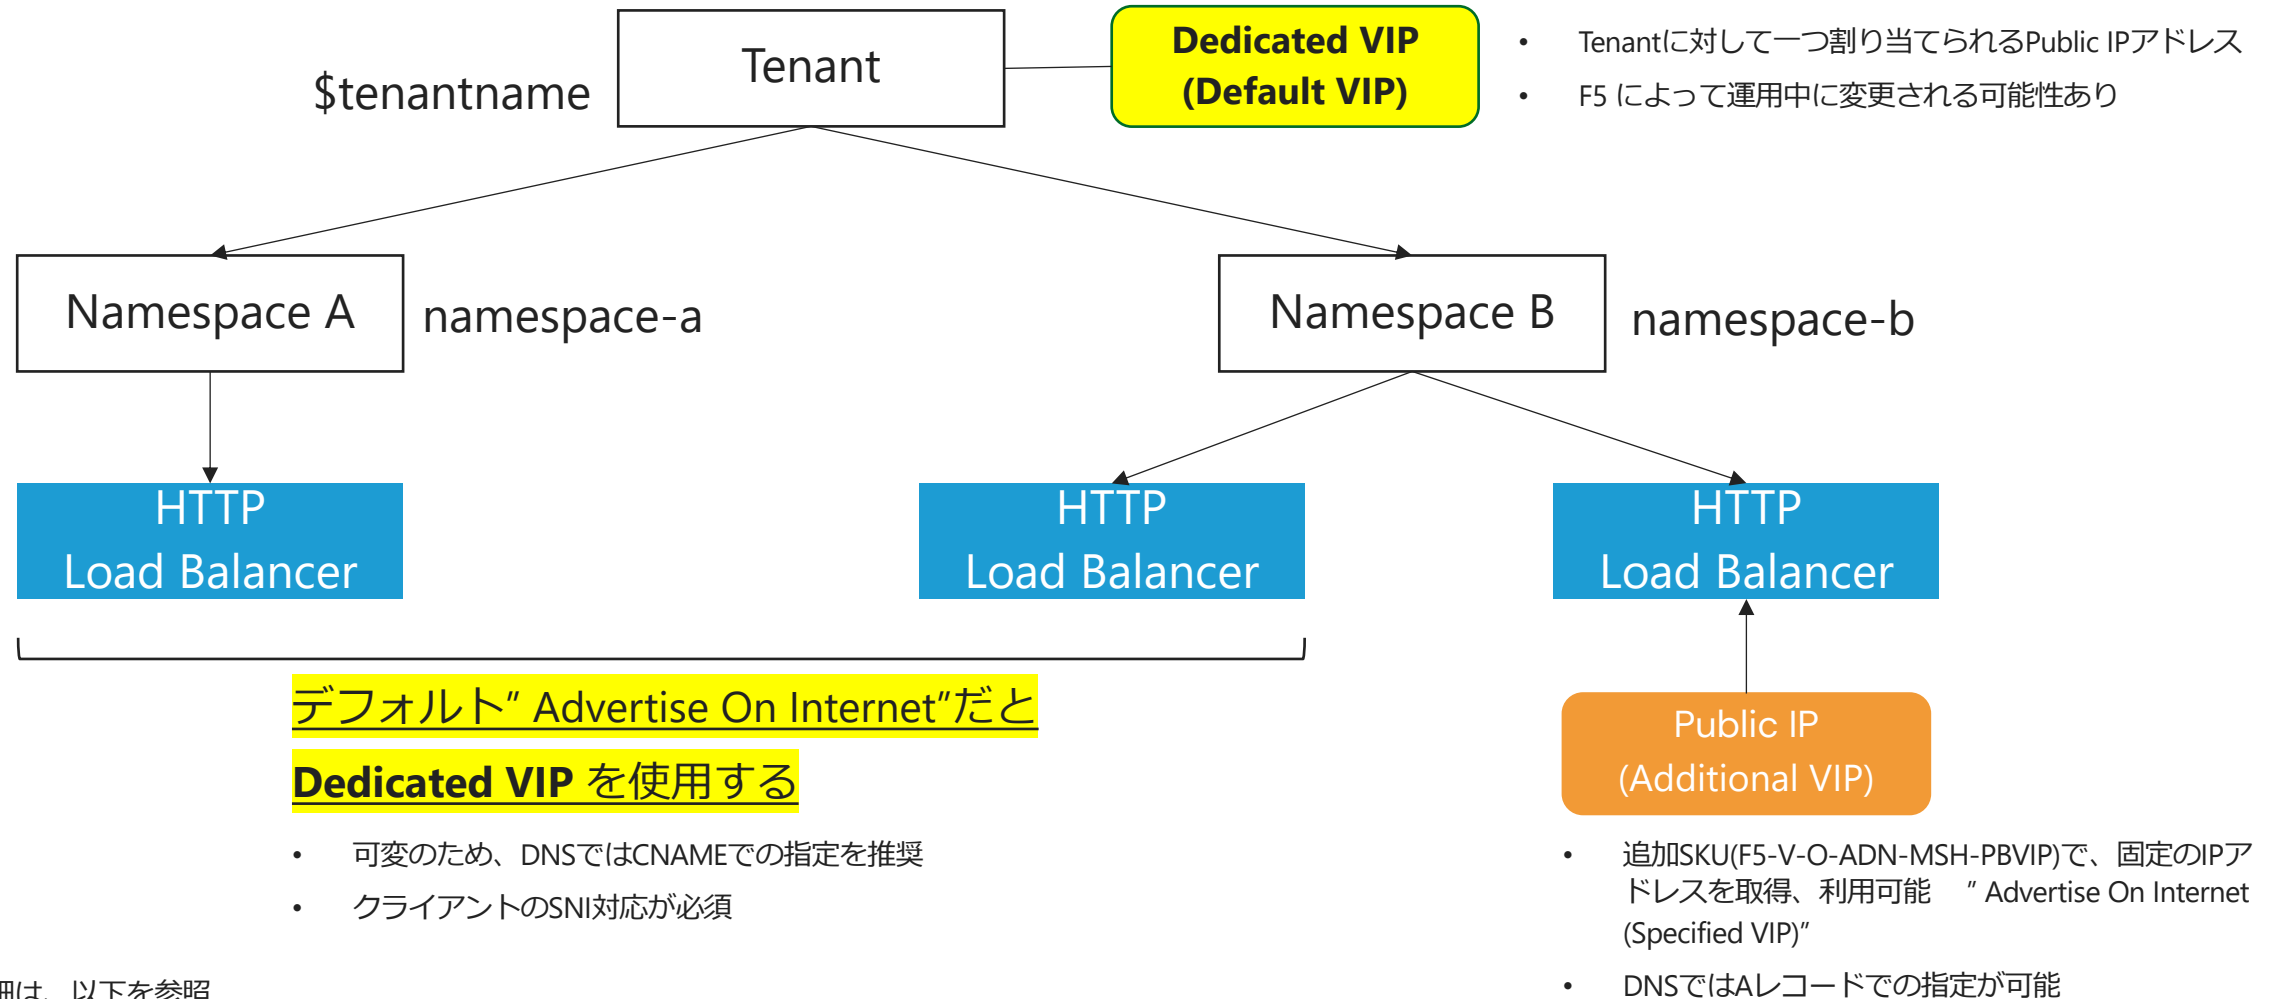 Tenant
$tenantname
Dedicated VIP
(Default VIP)
• Tenantに対して一つ割り当てられるPublic IPアドレス
• F5 によって運用中に変更される可能性あり
Namespace A
namespace-a
Namespace B
namespace-b
HTTP
Load Balancer
HTTP
Load Balancer
HTTP
Load Balancer
デフォルト” Advertise On Internet”だと
Dedicated VIP を使用する
• 可変のため、DNSではCNAMEでの指定を推奨
• クライアントのSNI対応が必須
Public IP
(Additional VIP)
• 追加SKU(F5-V-O-ADN-MSH-PBVIP)で、固定のIPア
ドレスを取得、利用可能 ” Advertise On Internet
(Specified VIP)”
• DNSではAレコードでの指定が可能
細は、以下を参照